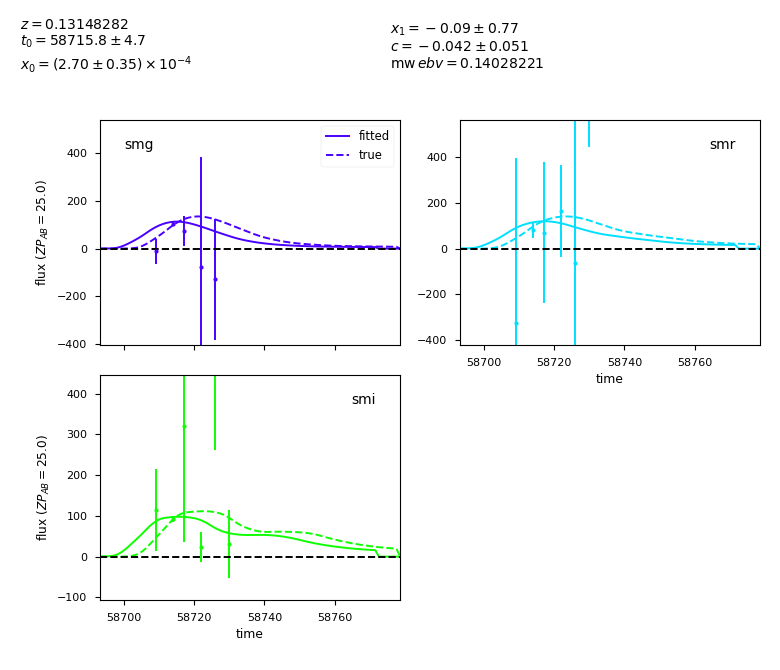 z = 0.13148282
t₀ = 58715.8 ± 4.7
x₀ = (2.70 ± 0.35) × 10⁻⁴
x₁ = −0.09 ± 0.77
c = −0.042 ± 0.051
mw ebv = 0.14028221
smg
fitted
true
flux (ZP_AB = 25.0)
400
200
0
−200
−400
smr
400
200
0
−200
−400
58700 58720 58740 58760
time
smi
flux (ZP_AB = 25.0)
400
300
200
100
0
−100
58700 58720 58740 58760
time